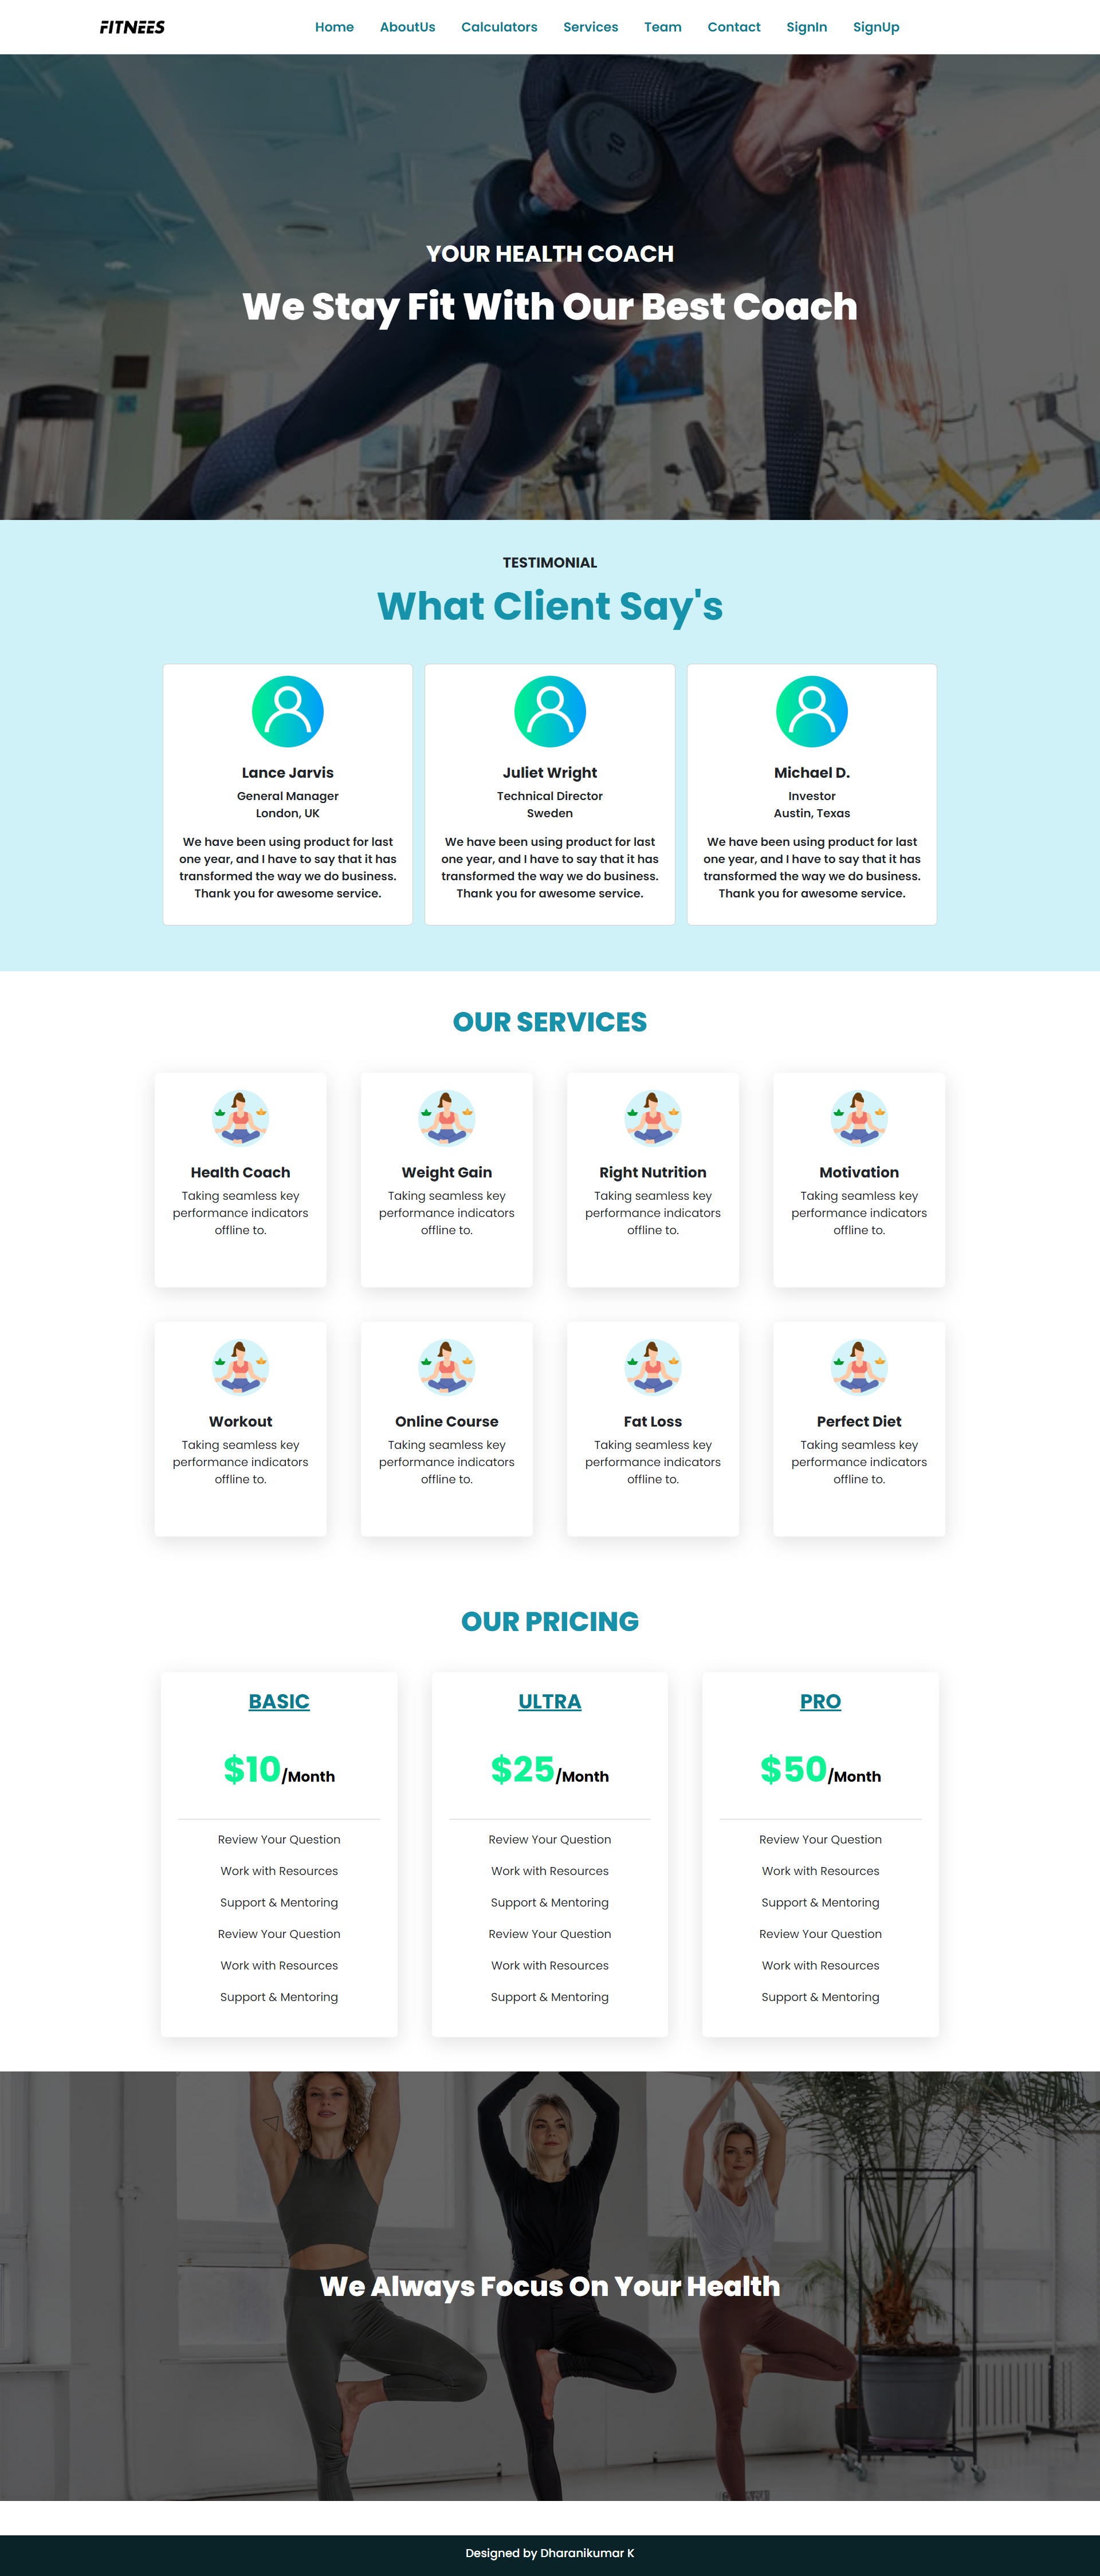 FITNEES
Home AboutUs Calculators Services Team Contact SignIn SignUp
10
YOUR HEALTH COACH
We Stay Fit With Our Best Coach
TESTIMONIAL
What Client Say's
Lance Jarvis
General Manager
London, UK
We have been using product for last
one year, and I have to say that it has
transformed the way we do business.
Thank you for awesome service.
Juliet Wright
Technical Director
Sweden
We have been using product for last
one year, and I have to say that it has
transformed the way we do business.
Thank you for awesome service.
Michael D.
Investor
Austin, Texas
We have been using product for last
one year, and I have to say that it has
transformed the way we do business.
Thank you for awesome service.
OUR SERVICES
Health Coach
Taking seamless key
performance indicators
offline to.
Weight Gain
Taking seamless key
performance indicators
offline to.
Right Nutrition
Taking seamless key
performance indicators
offline to.
Motivation
Taking seamless key
performance indicators
offline to.
Workout
Taking seamless key
performance indicators
offline to.
Online Course
Taking seamless key
performance indicators
offline to.
Fat Loss
Taking seamless key
performance indicators
offline to.
Perfect Diet
Taking seamless key
performance indicators
offline to.
OUR PRICING
BASIC
$10/Month
Review Your Question
Work with Resources
Support & Mentoring
Review Your Question
Work with Resources
Support & Mentoring
ULTRA
$25/Month
Review Your Question
Work with Resources
Support & Mentoring
Review Your Question
Work with Resources
Support & Mentoring
PRO
$50/Month
Review Your Question
Work with Resources
Support & Mentoring
Review Your Question
Work with Resources
Support & Mentoring
We Always Focus On Your Health
Designed by Dharanikumar K